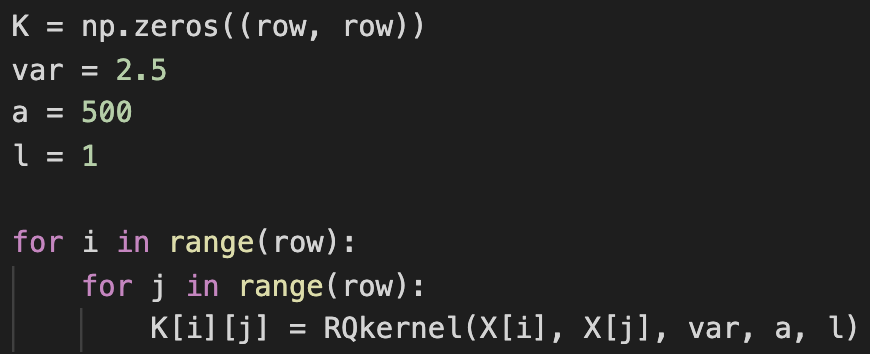 K = np.zeros((row, row))
var = 2.5
a = 500
l = 1
for i in range(row):
for j in range(row):
K[i][j] = RQkernel(X[i], X[j], var, a, l)